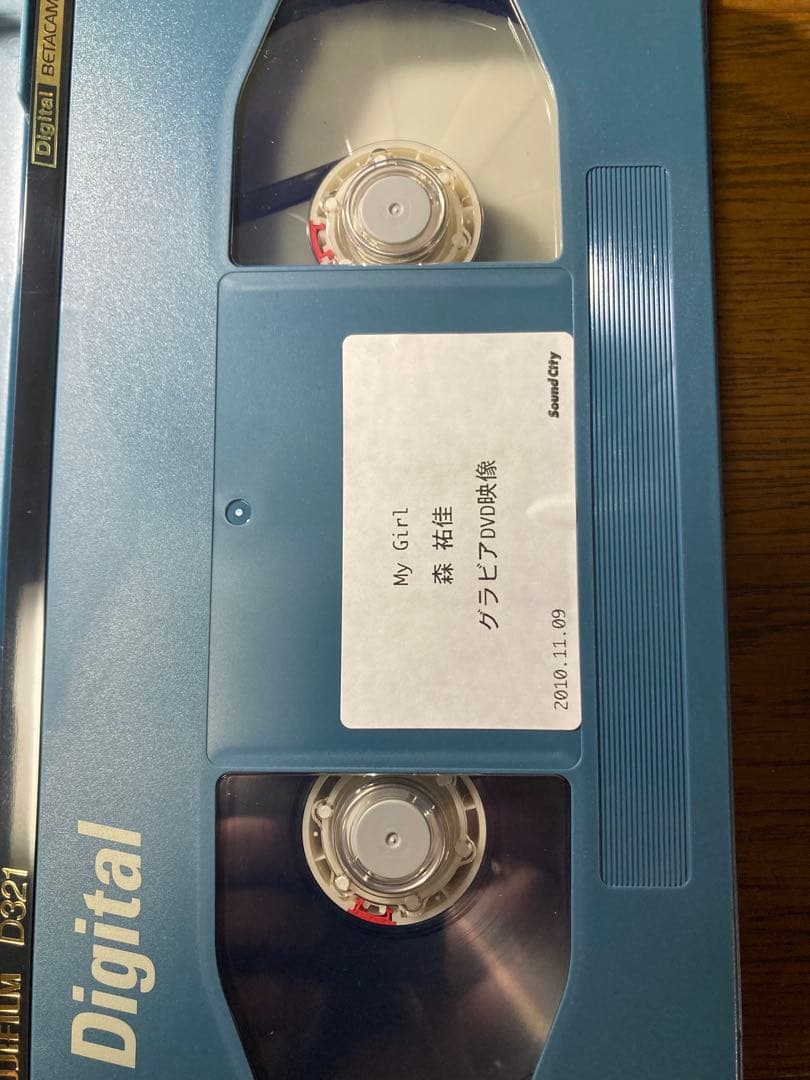 Digital BETACAM
Sound City
My Girl
森 祐佳
グラビアDVD映像
2010.11.09
Digital
FUJIFILM D321